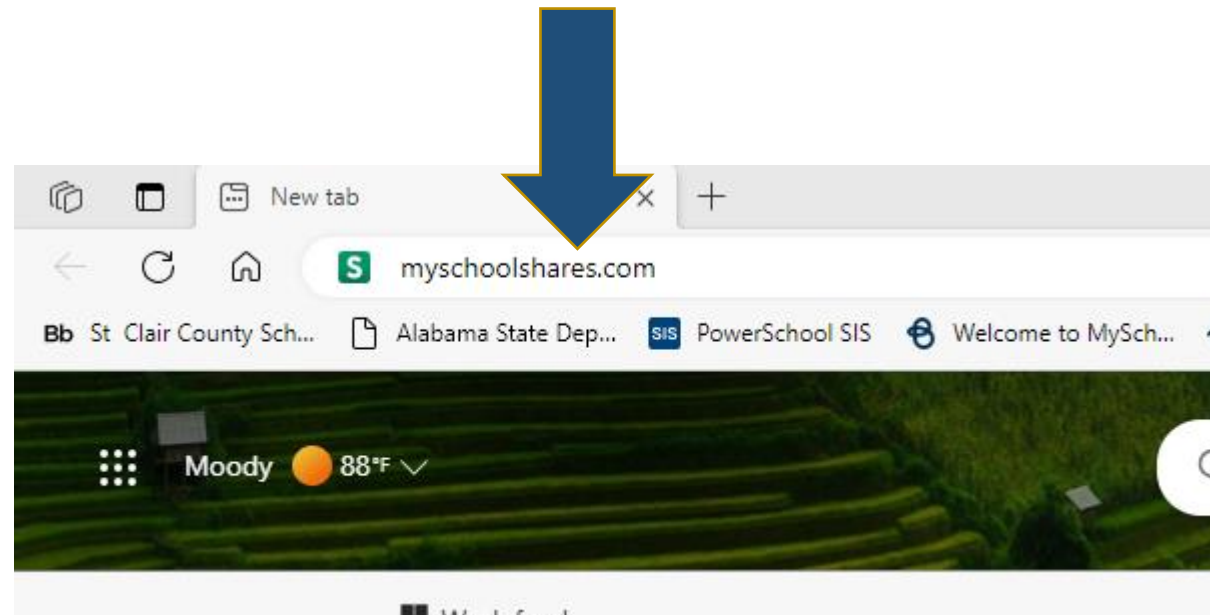 New tab
S myschoolshares.com
Bb St Clair County Sch... Alabama State Dep... SIS PowerSchool SIS Welcome to MySch...
Moody 88°F